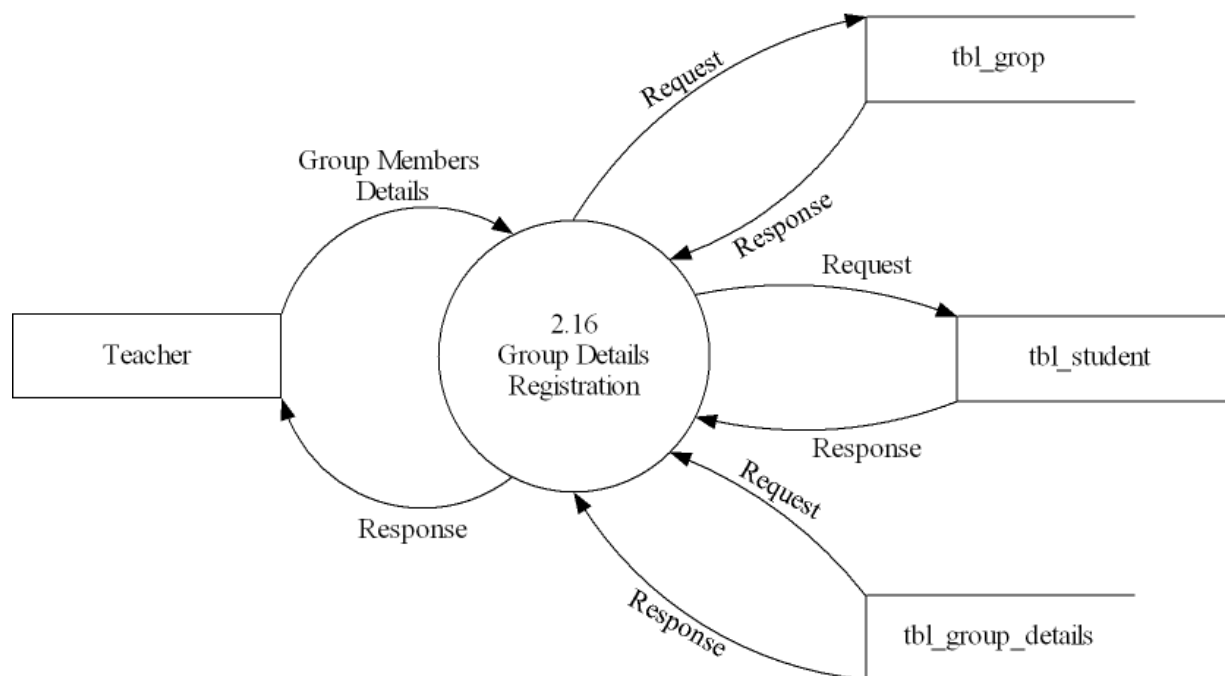 Request
tbl_grop
Response
Group Members
Details
Request
Teacher
2.16
Group Details
Registration
tbl_student
Response
Response
Request
Response
tbl_group_details